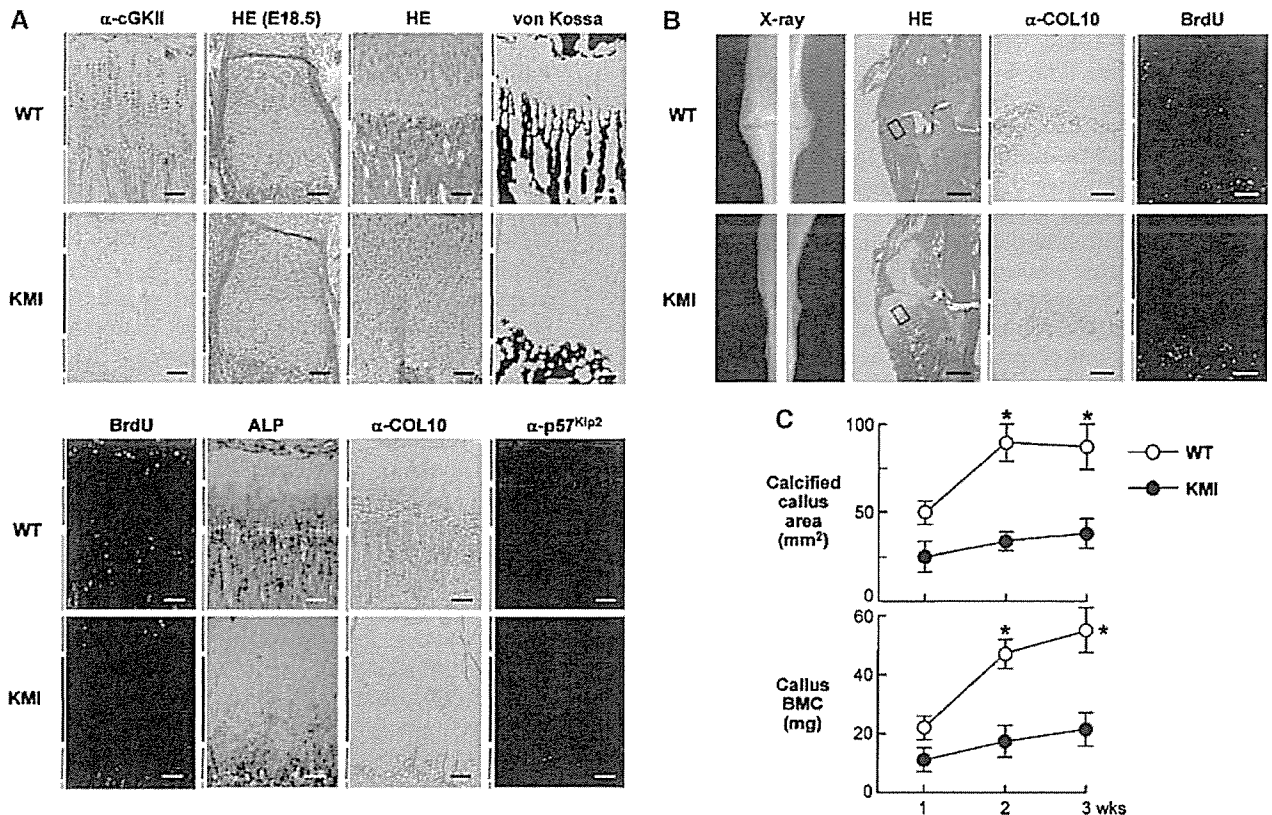 A
α-cGKII HE (E18.5) HE von Kossa
WT
KMI
BrdU ALP α-COL10 α-p57Kip2
WT
KMI
B
X-ray HE α-COL10 BrdU
WT
KMI
C
* *
100
Calcified
callus
area
(mm2)
50
0
WT
KMI
60
* *
40
Callus
BMC
(mg)
20
0
1 2 3 wks